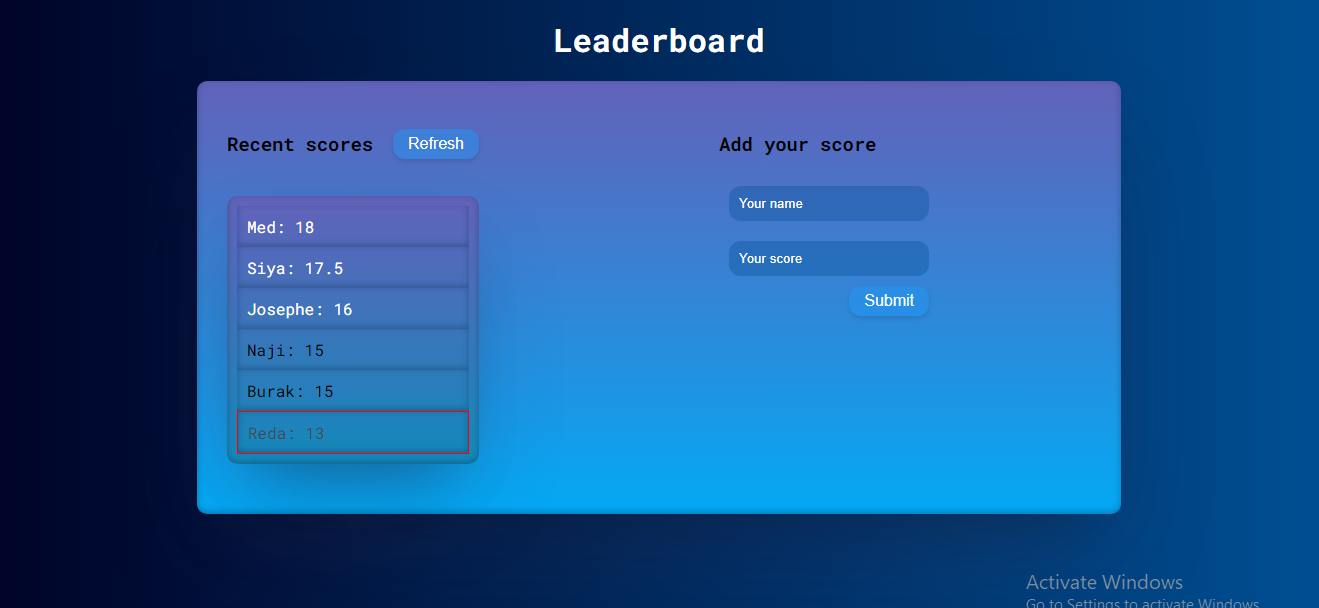 Leaderboard
Recent scores
Refresh
Add your score
Med: 18
Siya: 17.5
Josephe: 16
Naji: 15
Burak: 15
Reda: 13
Your name
Your score
Submit
Activate Windows
Go to Settings to activate Windows.